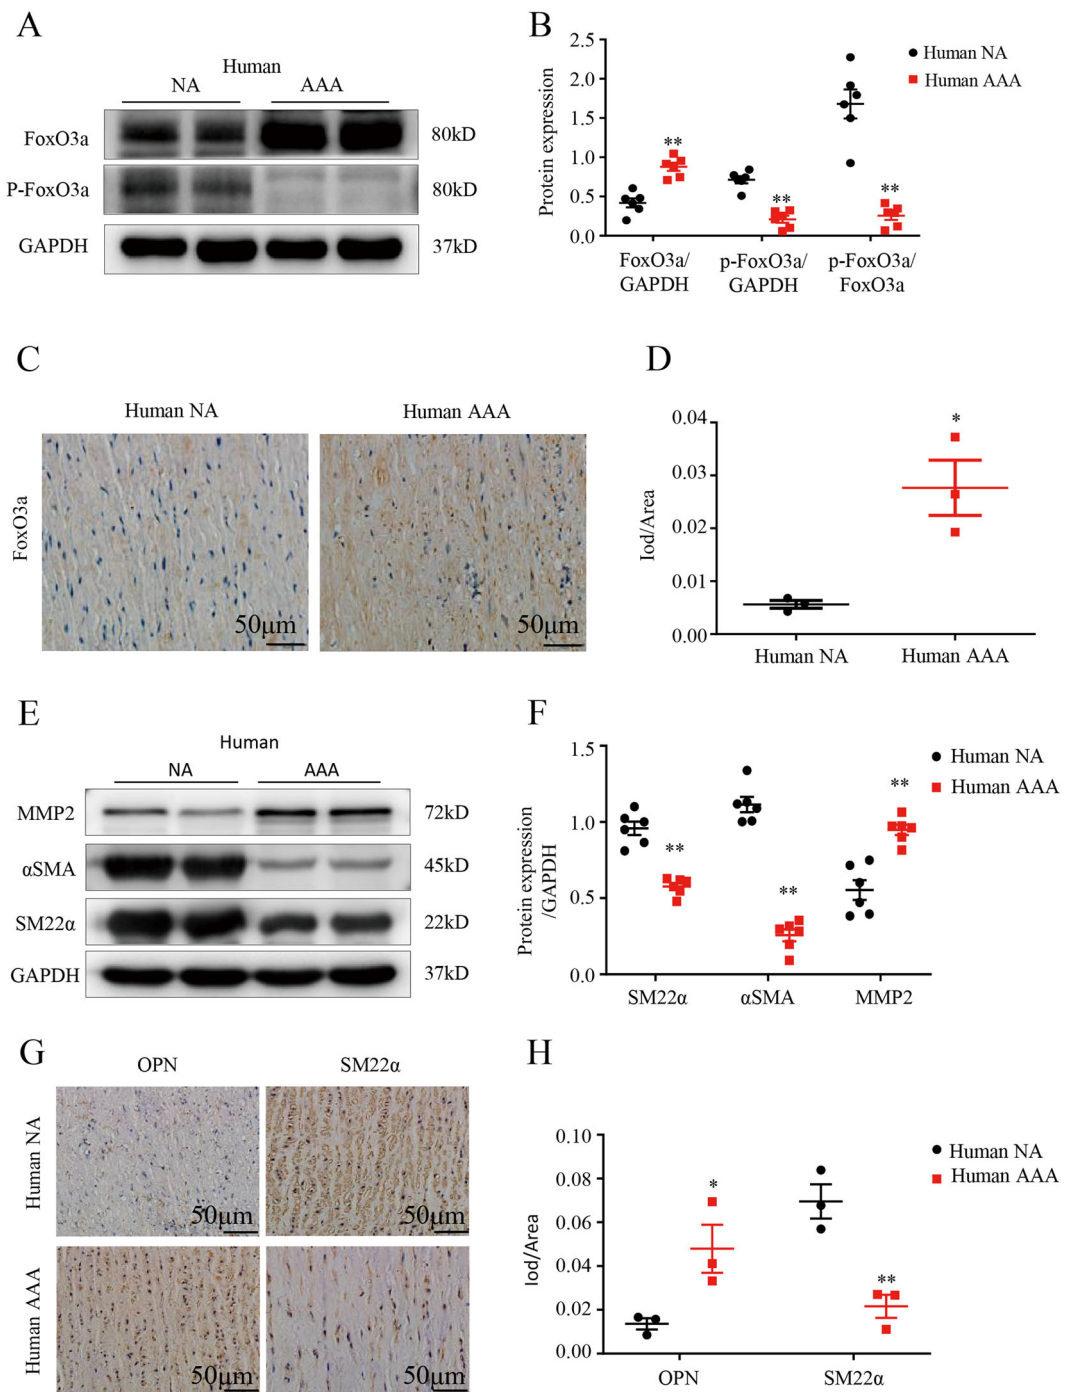 A
Human
NA AAA
FoxO3a 80kD
P-FoxO3a 80kD
GAPDH 37kD
B
Protein expression
2.5
2.0
1.5
1.0
0.5
0.0
** ** **
FoxO3a/ p-FoxO3a/ p-FoxO3a/
GAPDH GAPDH FoxO3a
Human NA
Human AAA
C
Human NA Human AAA
FoxO3a
50μm 50μm
D
Iod/Area
0.04
0.03
0.02
0.01
0.00
*
Human NA Human AAA
E
Human
NA AAA
MMP2 72kD
αSMA 45kD
SM22α 22kD
GAPDH 37kD
F
Protein expression
/GAPDH
1.5
1.0
0.5
0.0
** ** **
SM22α αSMA MMP2
Human NA
Human AAA
G
OPN SM22α
Human NA
50μm 50μm
Human AAA
50μm 50μm
H
Iod/Area
0.10
0.08
0.06
0.04
0.02
0.00
* **
OPN SM22α
Human NA
Human AAA